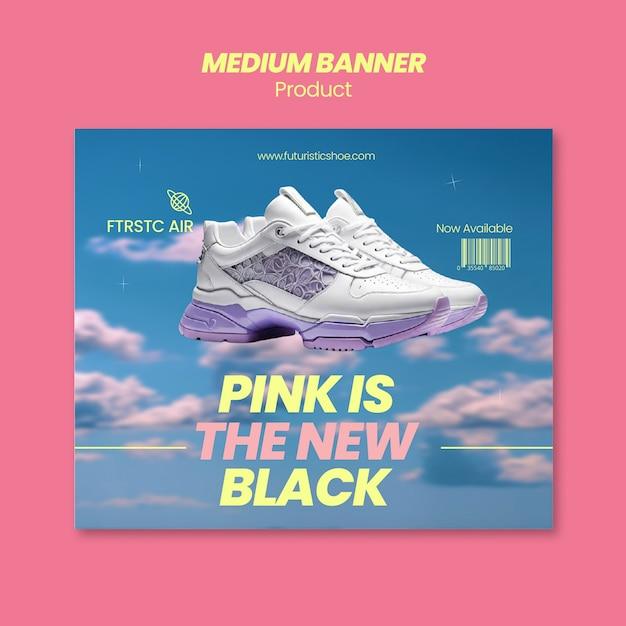 MEDIUM BANNER
Product
www.futuristicshoe.com
FTRSTC AIR
Now Available
0 35540 85020
PINK IS
THE NEW
BLACK